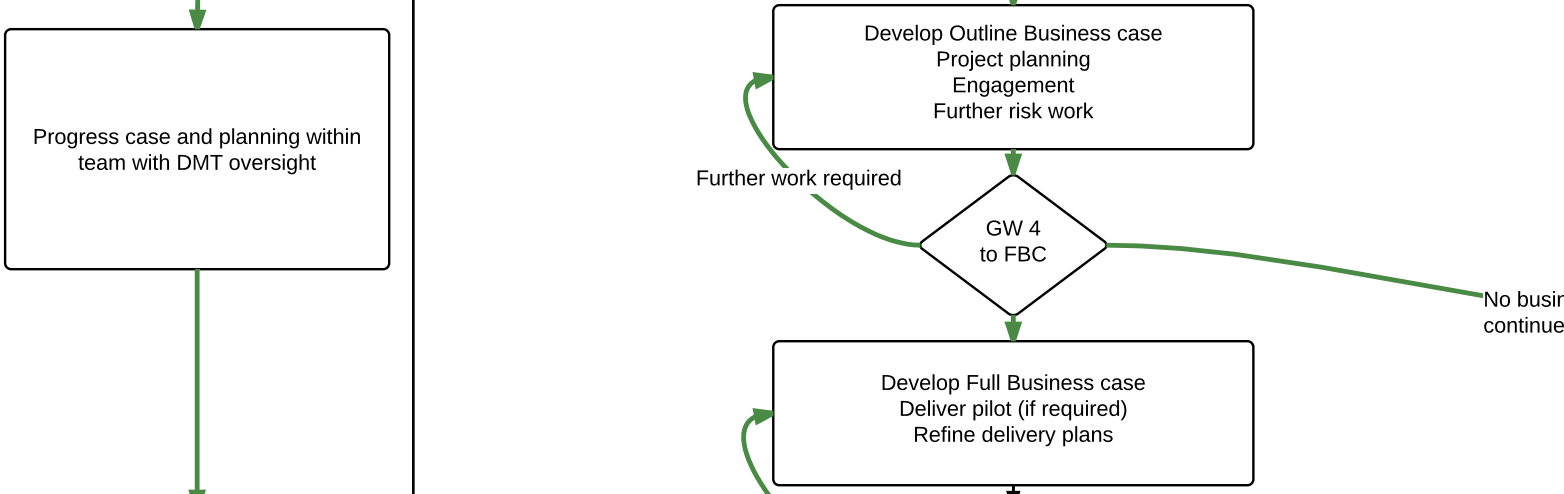 Progress case and planning within
team with DMT oversight
Develop Outline Business case
Project planning
Engagement
Further risk work
Further work required
GW 4
to FBC
No
continue
Develop Full Business case
Deliver pilot (if required)
Refine delivery plans